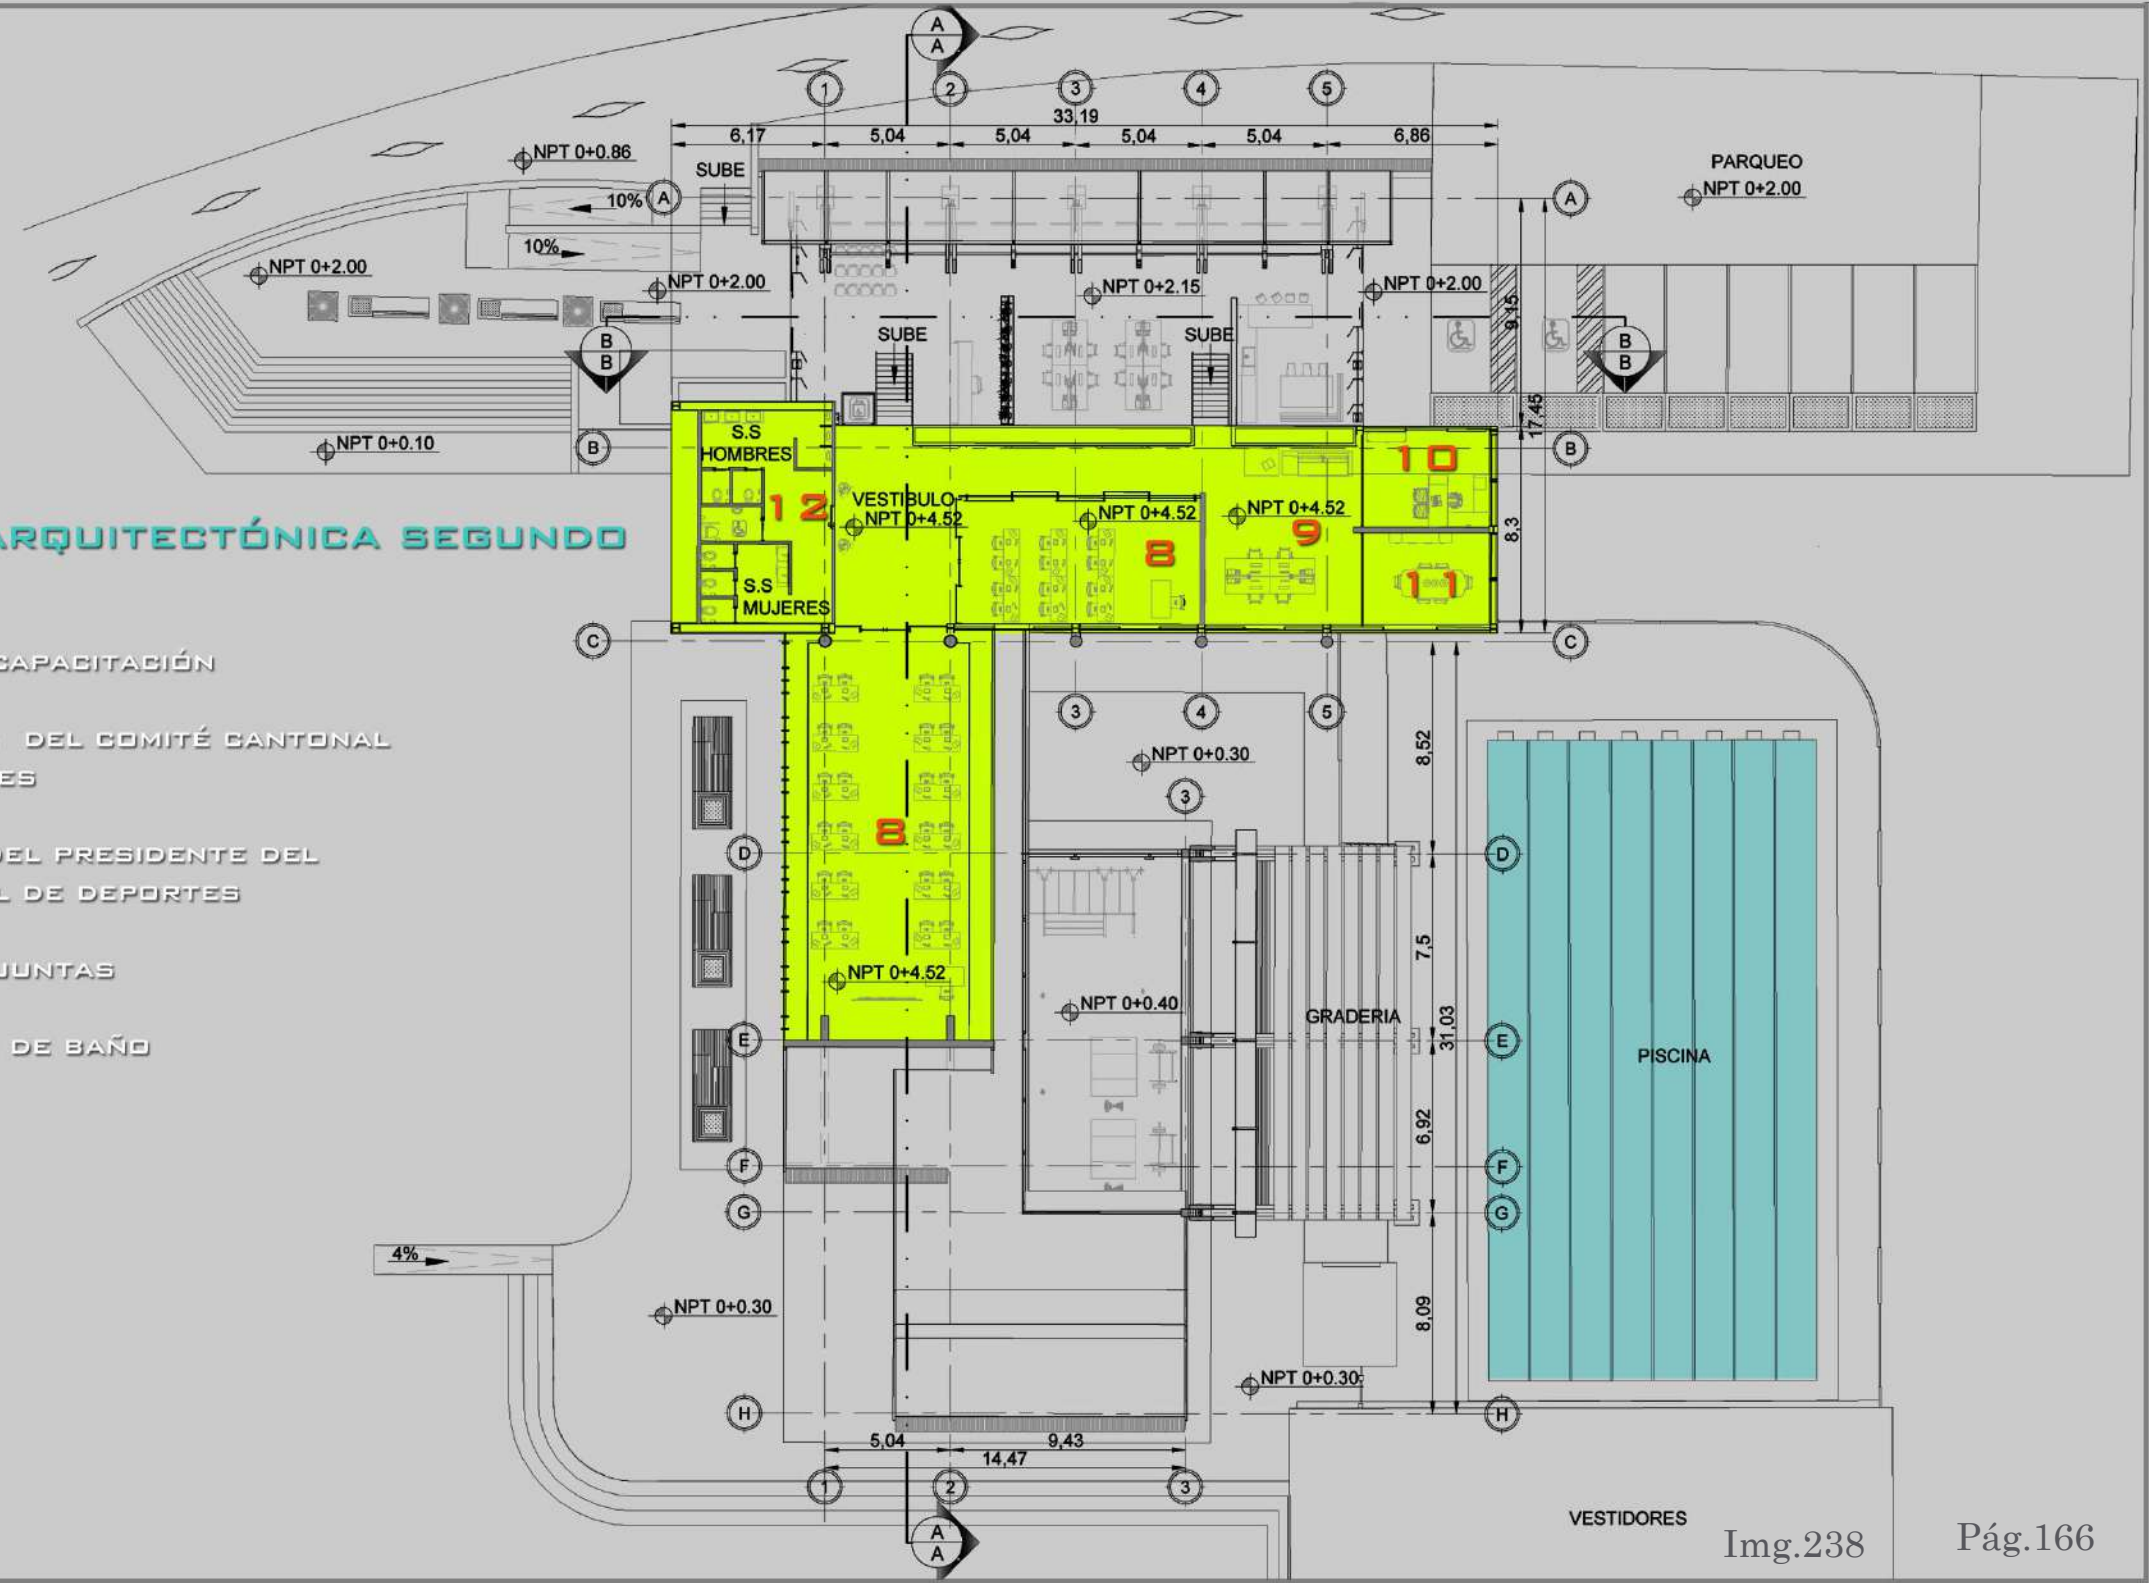 A
A
1
2
3
4
5
33,19
6,17
5,04
5,04
5,04
5,04
6,86
NPT 0+0.86
SUBE
PARQUEO
NPT 0+2.00
10%
A
A
10%
NPT 0+2.00
NPT 0+2.00
NPT 0+2.15
NPT 0+2.00
9,15
SUBE
SUBE
B
B
B
B
17,45
S.S
HOMBRES
NPT 0+0.10
B
B
10
12
VESTIBULO
NPT 0+4.52
NPT 0+4.52
NPT 0+4.52
9
8
8,3
ARQUITECTÓNICA SEGUNDO
11
S.S
MUJERES
C
C
CAPACITACIÓN
3
4
5
DEL COMITÉ CANTONAL
ES
NPT 0+0.30
8,52
3
8
DEL PRESIDENTE DEL
L DE DEPORTES
D
D
JUNTAS
NPT 0+4.52
7,5
NPT 0+0.40
GRADERIA
31,03
E
E
DE BAÑO
PISCINA
6,92
F
F
G
G
4%
NPT 0+0.30
8,09
NPT 0+0.30
H
H
5,04
9,43
14,47
1
2
3
A
A
VESTIDORES
Img.238
Pág.166